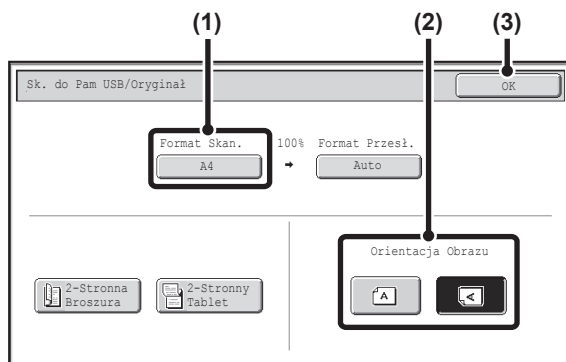 (1) (2) (3)
Sk. do Pam USB/Oryginał OK
Format Skan. 100% Format Przesł.
A4 Auto
Orientacja Obrazu
2-Stronna
Broszura
2-Stronny
Tablet
A A